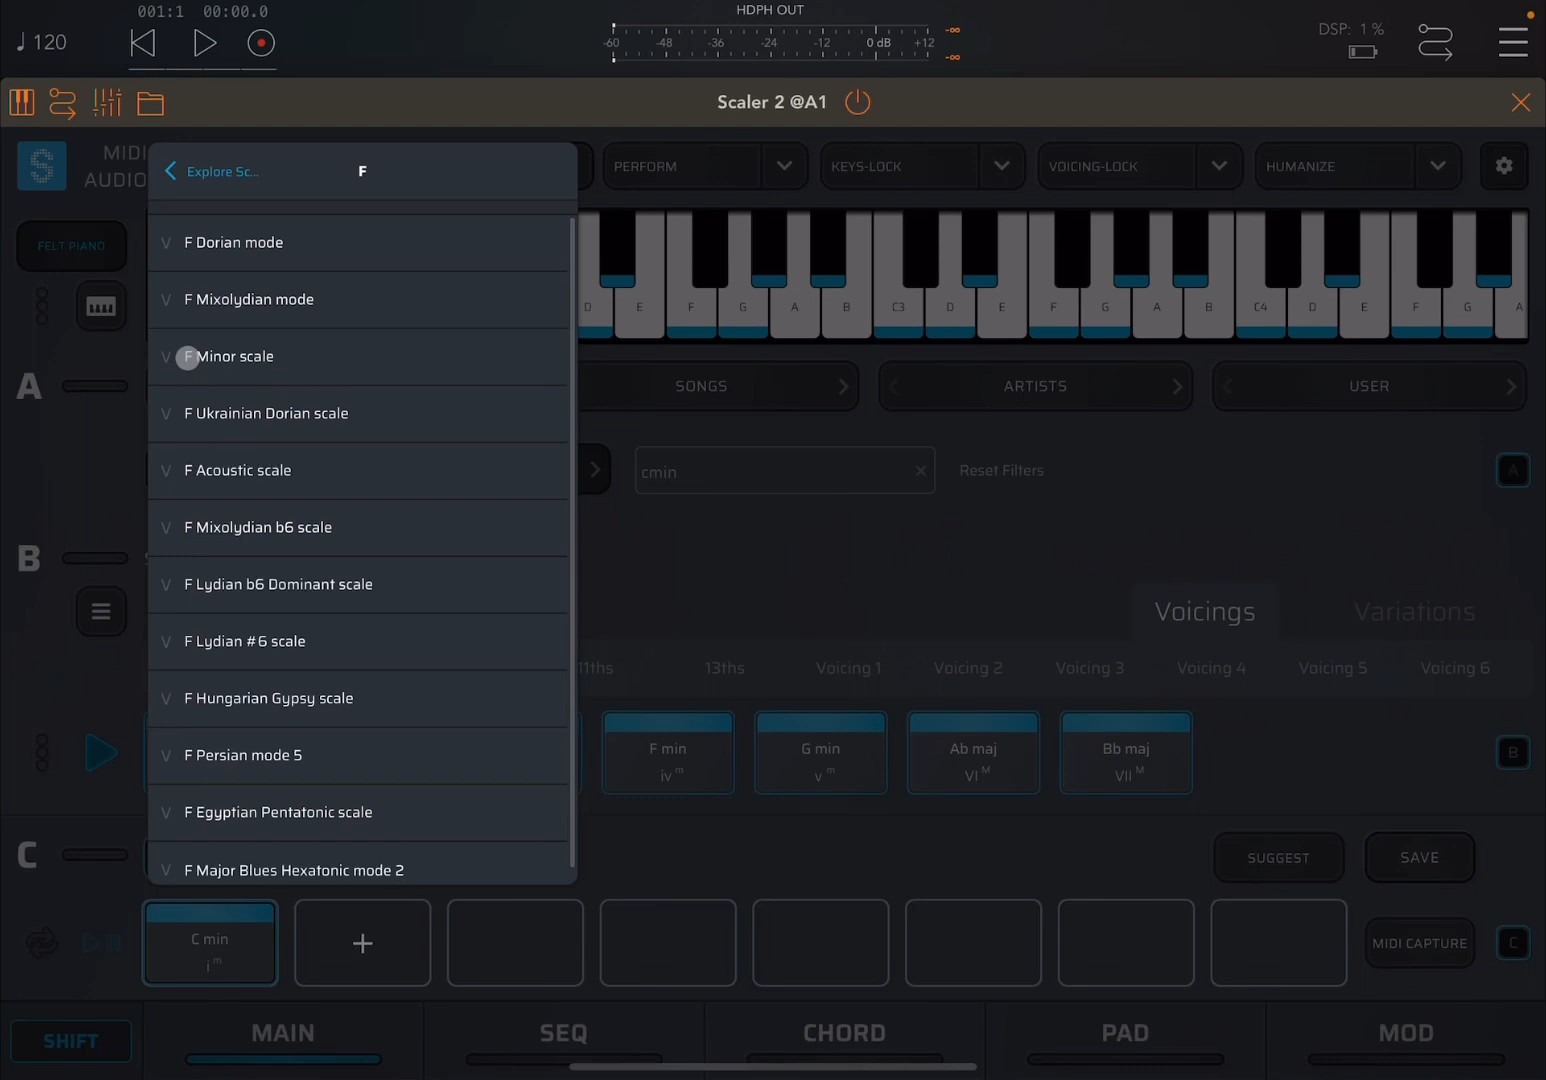 001:1 00:00.0
HDPH OUT
120
-60 -48 -36 -24 -12 0 dB +12
-∞
-∞
DSP: 1 %
Scaler 2 @A1
S
MIDI
AUDIO
Explore Sc...
F
PERFORM
KEYS-LOCK
VOICING-LOCK
HUMANIZE
FELT PIANO
V F Dorian mode
V F Mixolydian mode
V F Minor scale
V F Ukrainian Dorian scale
V F Acoustic scale
V F Mixolydian b6 scale
V F Lydian b6 Dominant scale
V F Lydian #6 scale
V F Hungarian Gypsy scale
V F Persian mode 5
V F Egyptian Pentatonic scale
V F Major Blues Hexatonic mode 2
D E F G A B C3 D E F G A B C4 D E F G A
A
SONGS
ARTISTS
USER
cmin
Reset Filters
A
B
Voicings
Variations
11ths 13ths Voicing 1 Voicing 2 Voicing 3 Voicing 4 Voicing 5 Voicing 6
F min
iv m
G min
v m
Ab maj
VI M
Bb maj
VII M
B
C
SUGGEST
SAVE
C min
i m
+
MIDI CAPTURE
C
SHIFT
MAIN
SEQ
CHORD
PAD
MOD